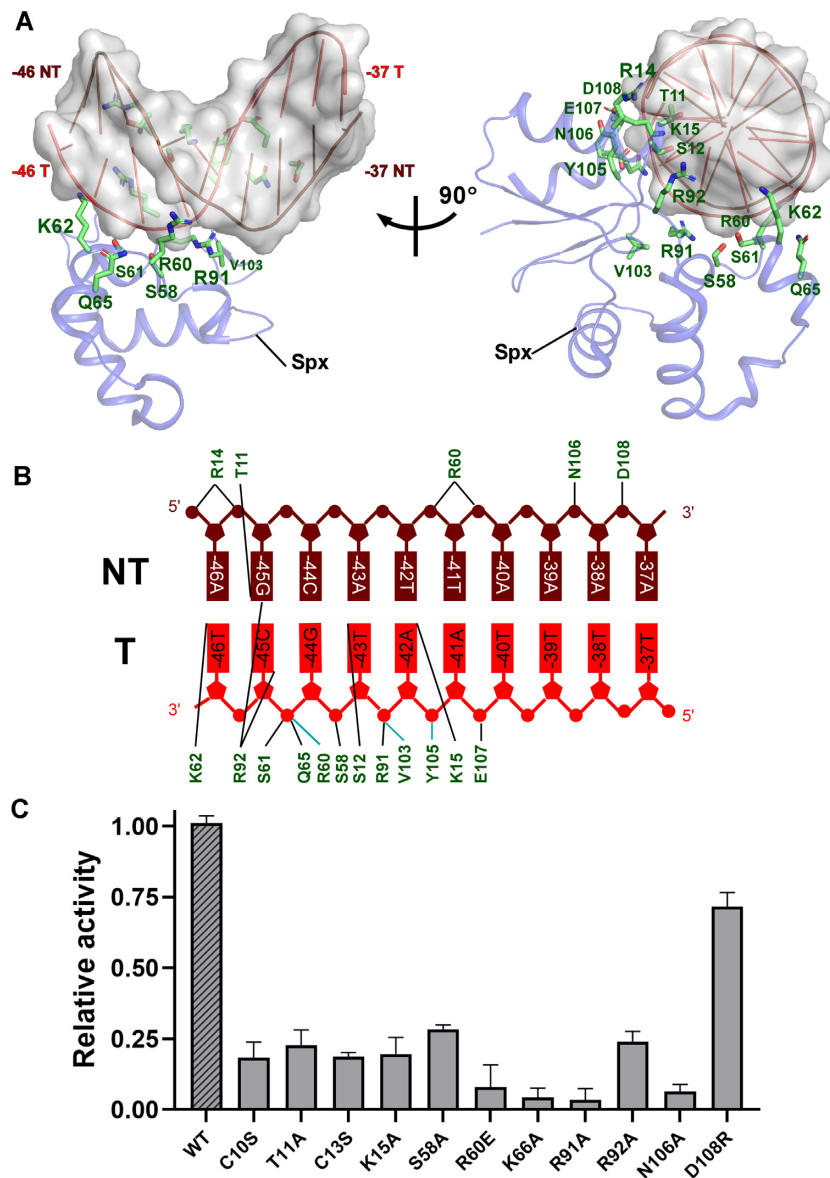 A
-46 NT
-37 T
-46 T
-37 NT
K62
Q65
S61
R60
S58
R91
V103
Spx
90°
R14
D108
E107
T11
N106
K15
S12
Y105
R92
V103
R91
R60
K62
S61
S58
Q65
Spx
B
R14 T11 R60 N106 D108
5' 3'
NT -46A -45G -44C -43A -42T -41T -40A -39A -38A -37A
T -46T -45C -44G -43T -42A -41A -40T -39T -38T -37T
3' 5'
K62 R92 S61 Q65 R60 S58 S12 R91 V103 Y105 K15 E107
C
Relative activity
1.00
0.75
0.50
0.25
0.00
WT C10S T11A C13S K15A S58A R60E K66A R91A R92A N106A D108R